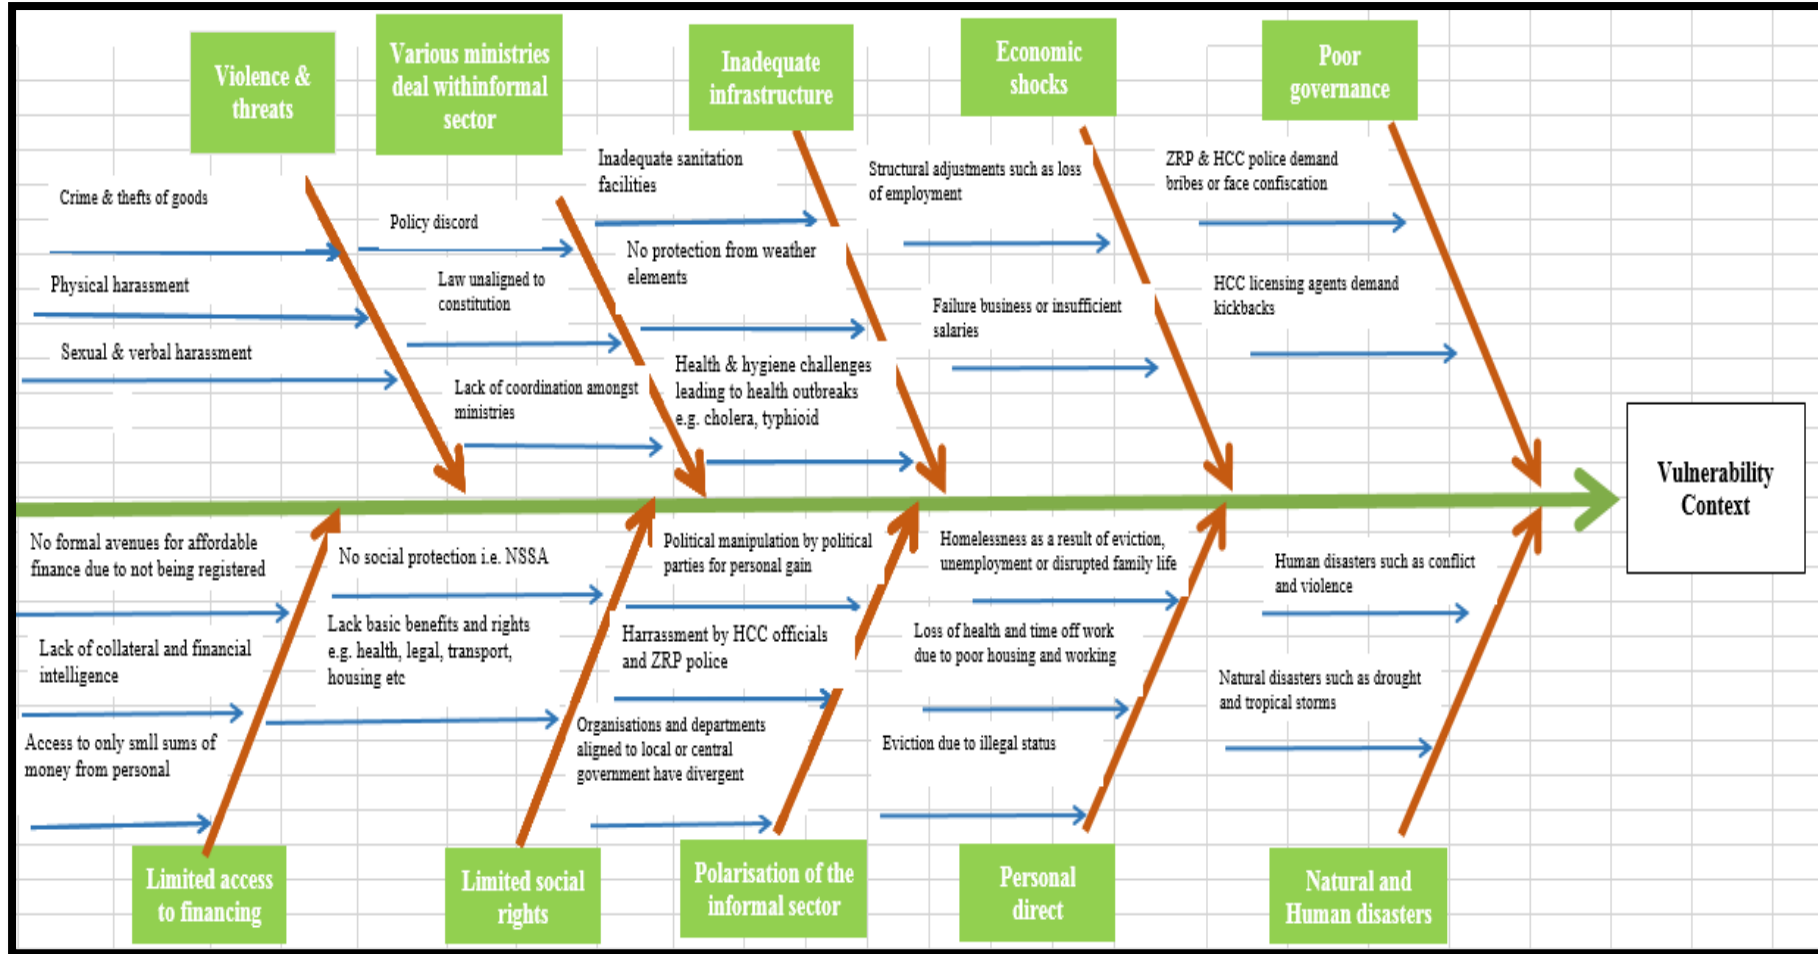 Violence &
threats
Various ministries
deal withinformal
sector
Inadequate
infrastructure
Economic
shocks
Poor
governance
Crime & thefts of goods
Physical harassment
Sexual & verbal harassment
Policy discord
Law unaligned to
constitution
Lack of coordination amongst
ministries
Inadequate sanitation
facilities
No protection from weather
elements
Health & hygiene challenges
leading to health outbreaks
e.g. cholera, typhioid
Structural adjustments such as loss
of employment
Failure business or insufficient
salaries
ZRP & HCC police demand
bribes or face confiscation
HCC licensing agents demand
kickbacks
Vulnerability
Context
No formal avenues for affordable
finance due to not being registered
Lack of collateral and financial
intelligence
Access to only smll sums of
money from personal
No social protection i.e. NSSA
Lack basic benefits and rights
e.g. health, legal, transport,
housing etc
Political manipulation by political
parties for personal gain
Harrassment by HCC officials
and ZRP police
Organisations and departments
aligned to local or central
government have divergent
Homelessness as a result of eviction,
unemployment or disrupted family life
Loss of health and time off work
due to poor housing and working
Eviction due to illegal status
Human disasters such as conflict
and violence
Natural disasters such as drought
and tropical storms
Limited access
to financing
Limited social
rights
Polarisation of the
informal sector
Personal
direct
Natural and
Human disasters